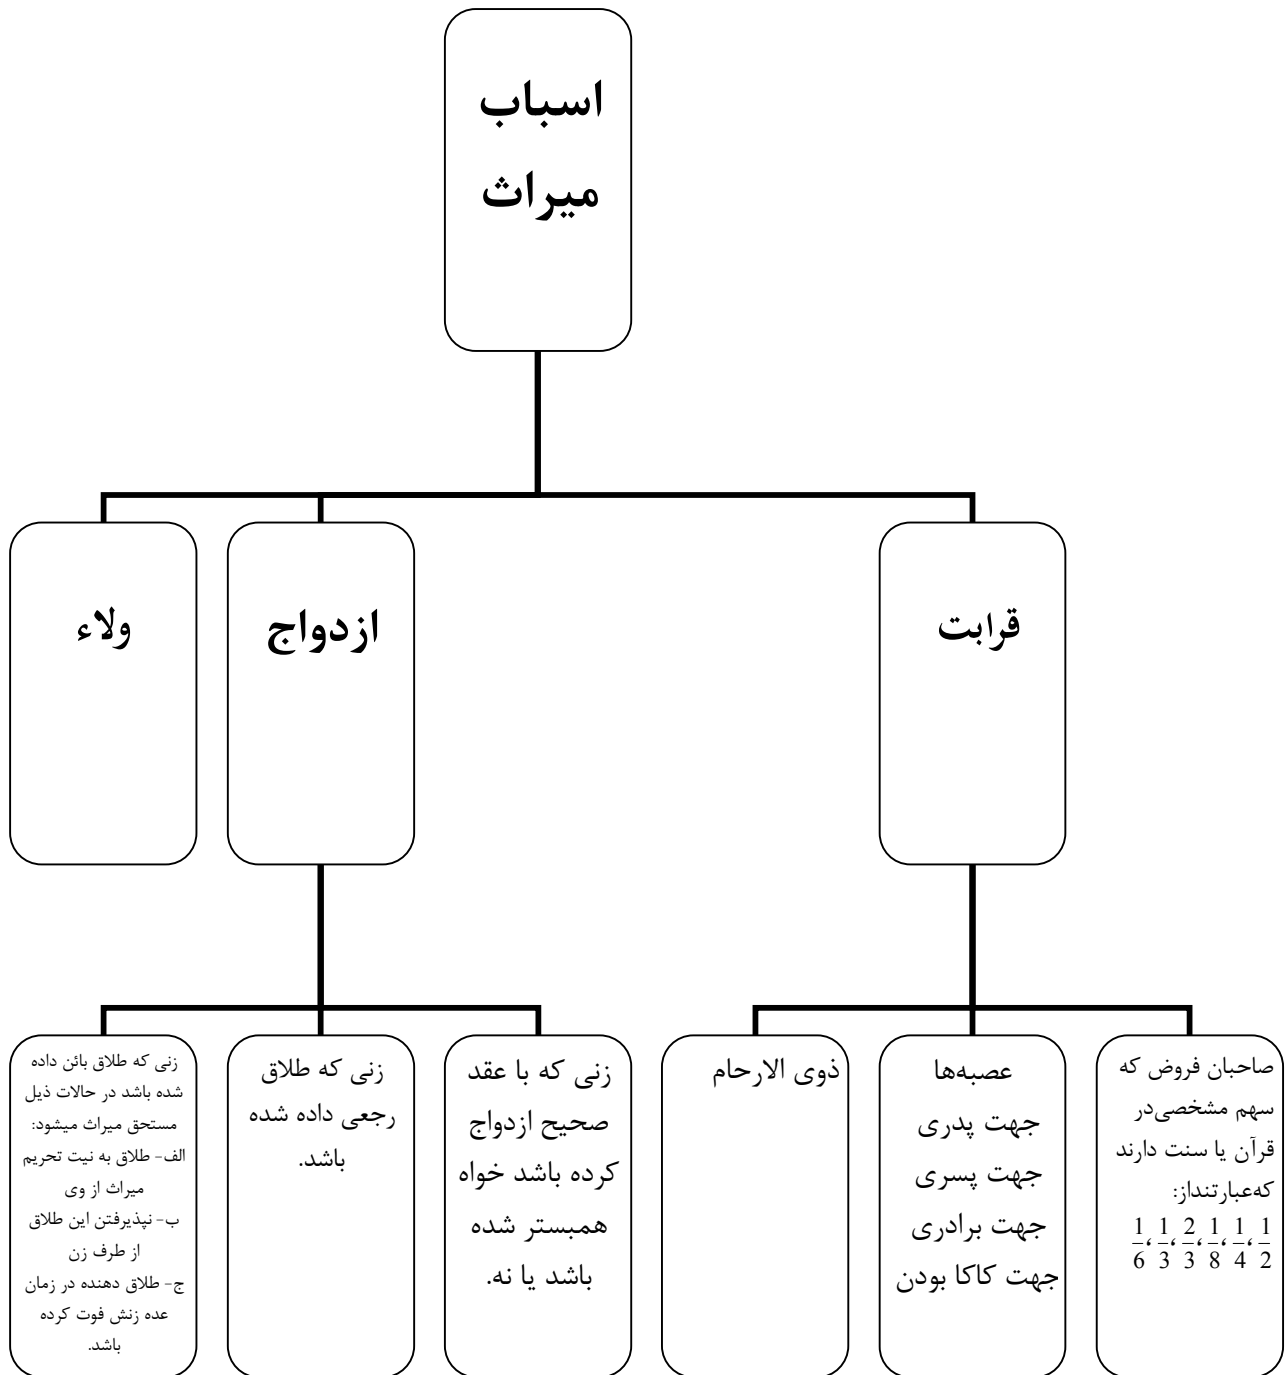 اسباب
میراث
قرابت
ازدواج
ولاء
صاحبان فروض که
سهم مشخصی‌در
قرآن یا سنت دارند
که‌عبارتنداز:
1/2، 1/4، 1/8، 2/3، 1/3، 1/6
عصبه‌ها
جهت پدری
جهت پسری
جهت برادری
جهت کاکا بودن
ذوی الارحام
زنی که با عقد
صحیح ازدواج
کرده باشد خواه
همبستر شده
باشد یا نه.
زنی که طلاق
رجعی داده شده
باشد.
زنی که طلاق بائن داده
شده باشد در حالات ذیل
مستحق میراث میشود:
الف- طلاق به نیت تحریم
میراث از وی
ب- نپذیرفتن این طلاق
از طرف زن
ج- طلاق دهنده در زمان
عده زنش فوت کرده
باشد.